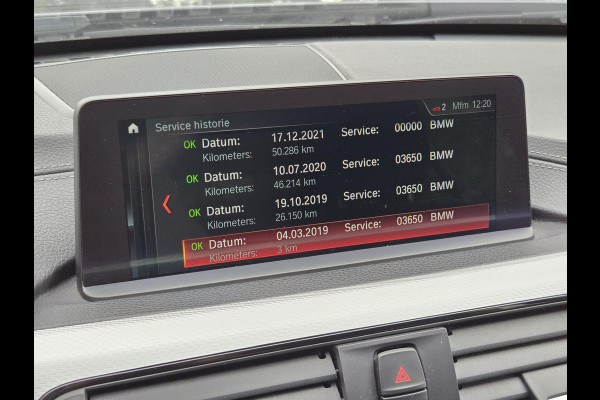 2 Mfm 12:20
Service historie
OK Datum: 17.12.2021 Service: 00000 BMW
Kilometers: 50.286 km
OK Datum: 10.07.2020 Service: 03650 BMW
Kilometers: 46.214 km
OK Datum: 19.10.2019 Service: 03650 BMW
Kilometers: 26.150 km
OK Datum: 04.03.2019 Service: 03650 BMW
Kilometers: 3 km